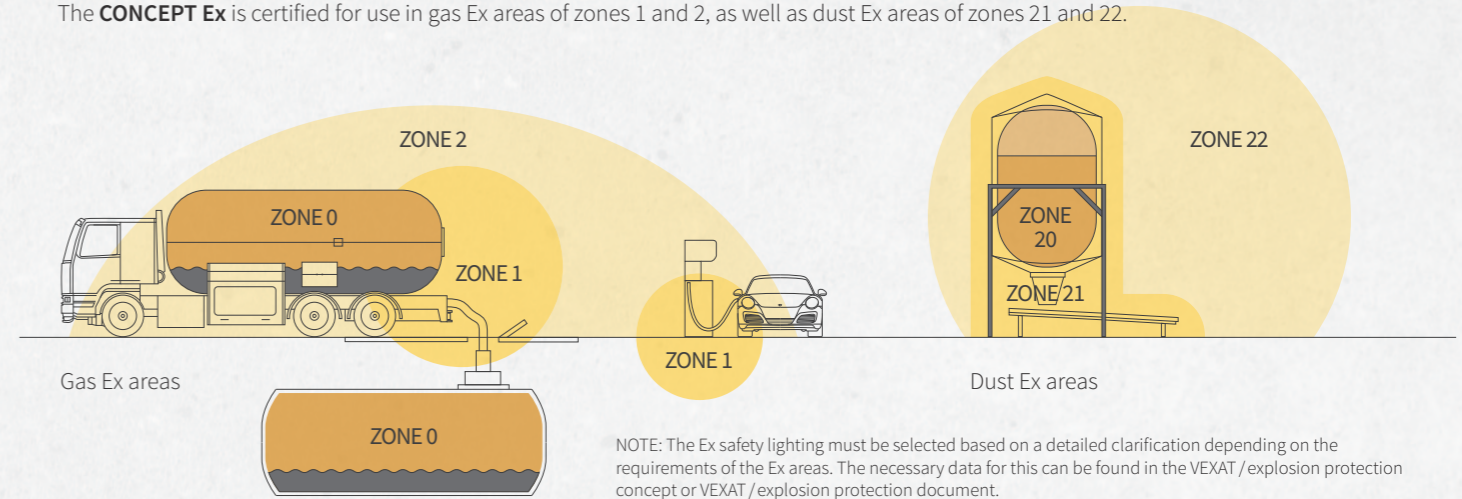 The CONCEPT Ex is certified for use in gas Ex areas of zones 1 and 2, as well as dust Ex areas of zones 21 and 22.
ZONE 2
ZONE 22
ZONE 0
ZONE
20
ZONE 1
ZONE 21
ZONE 1
Gas Ex areas
Dust Ex areas
ZONE 0
NOTE: The Ex safety lighting must be selected based on a detailed clarification depending on the
requirements of the Ex areas. The necessary data for this can be found in the VEXAT / explosion protection
concept or VEXAT / explosion protection document.